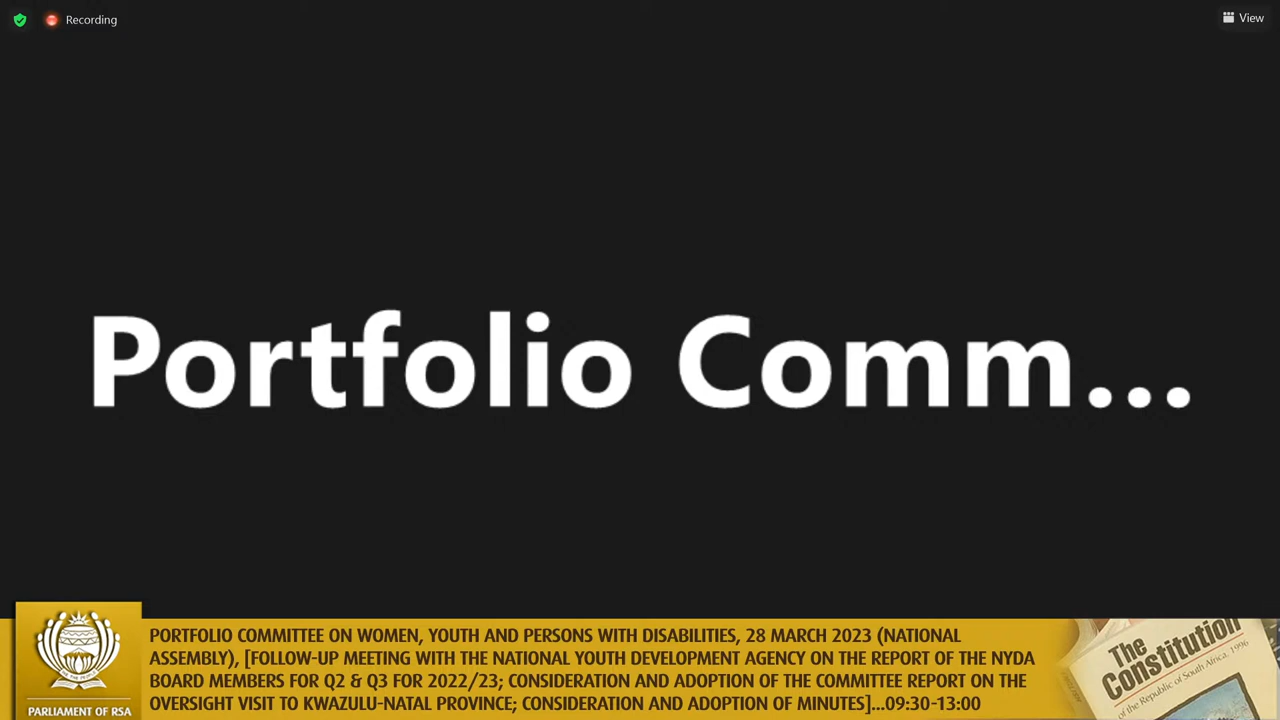 Recording
View
Portfolio Comm...
PORTFOLIO COMMITTEE ON WOMEN, YOUTH AND PERSONS WITH DISABILITIES, 28 MARCH 2023 (NATIONAL
ASSEMBLY), [FOLLOW-UP MEETING WITH THE NATIONAL YOUTH DEVELOPMENT AGENCY ON THE REPORT OF THE NYDA
BOARD MEMBERS FOR Q2 & Q3 FOR 2022/23; CONSIDERATION AND ADOPTION OF THE COMMITTEE REPORT ON THE
OVERSIGHT VISIT TO KWAZULU-NATAL PROVINCE; CONSIDERATION AND ADOPTION OF MINUTES]...09:30-13:00
PARLIAMENT OF RSA
The
Constitution
of the Republic of South Africa, 1996